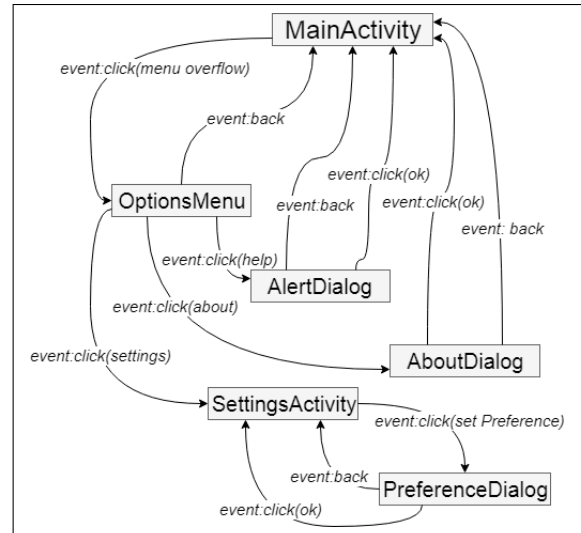 MainActivity
event:click(menu overflow)
event:back
event:click(ok)
event:back
event:click(ok)
event: back
OptionsMenu
event:click(help)
AlertDialog
event:click(about)
event:click(settings)
AboutDialog
SettingsActivity
event:click(set Preference)
event:back
PreferenceDialog
event:click(ok)